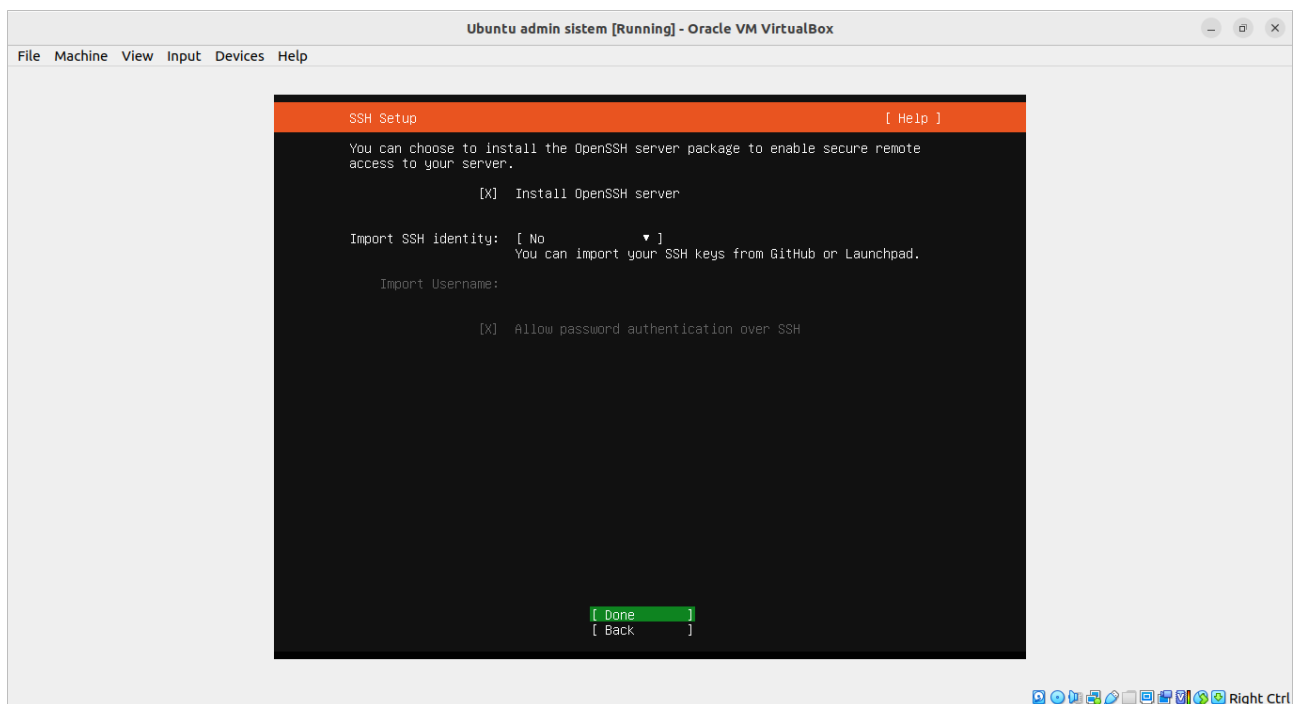 Ubuntu admin sistem [Running] - Oracle VM VirtualBox
File Machine View Input Devices Help
SSH Setup [ Help ]
You can choose to install the OpenSSH server package to enable secure remote
access to your server.
[X] Install OpenSSH server
Import SSH identity: [ No ▾ ]
You can import your SSH keys from GitHub or Launchpad.
Import Username:
[X] Allow password authentication over SSH
[ Done ]
[ Back ]
Right Ctrl